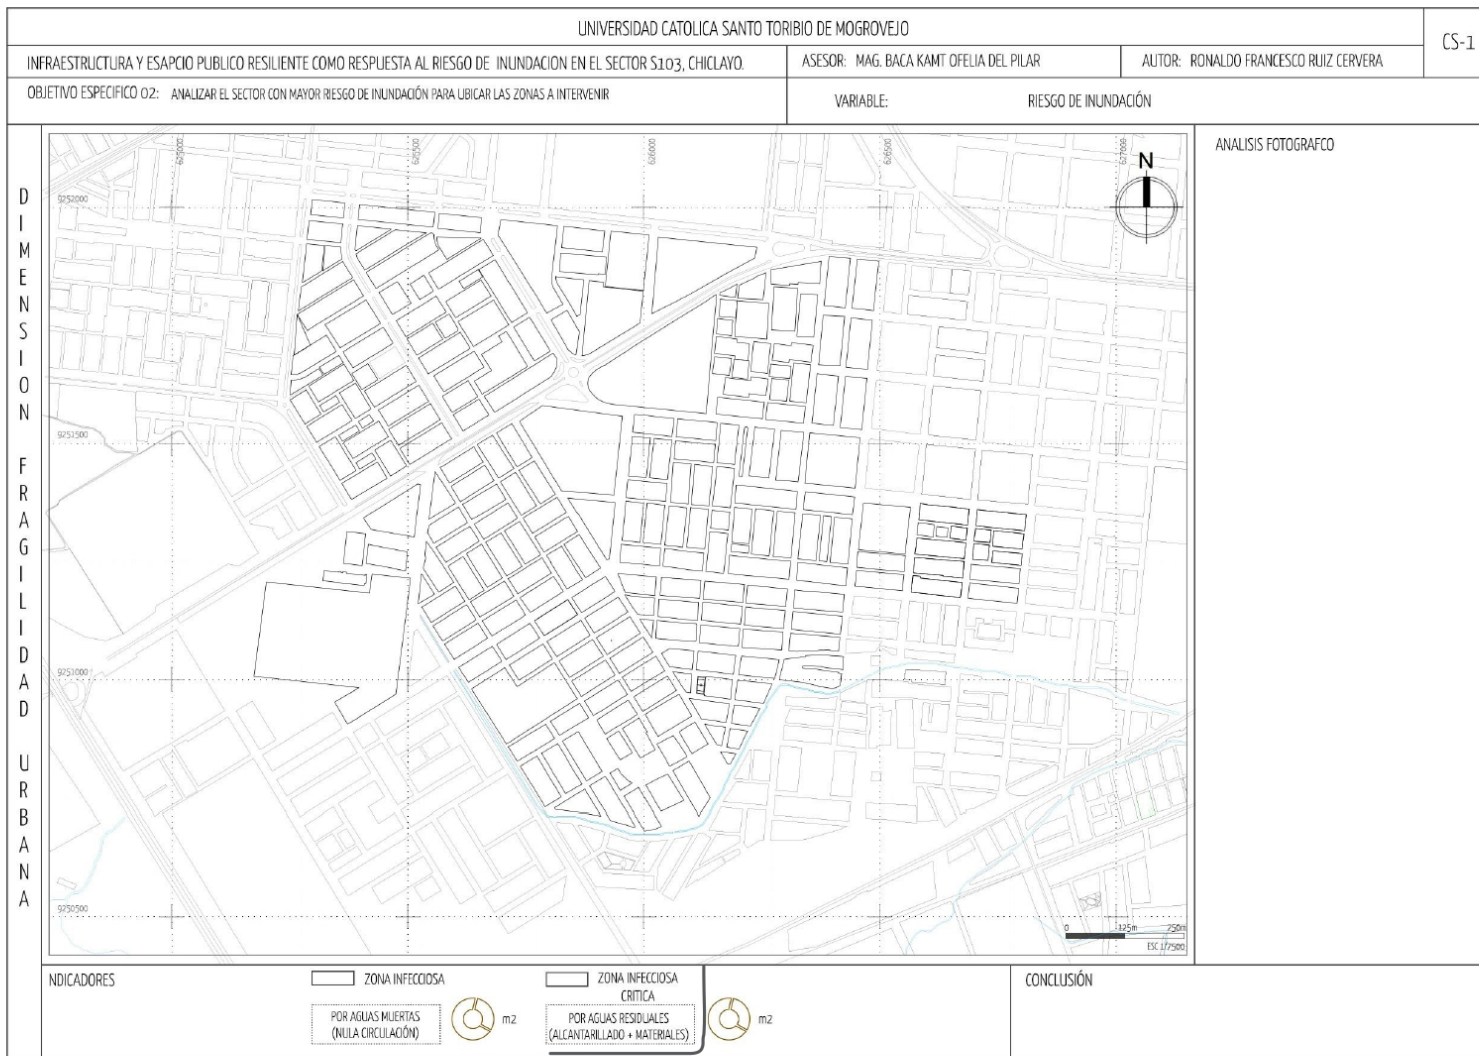 UNIVERSIDAD CATOLICA SANTO TORIBIO DE MOGROVEJO
CS-1
INFRAESTRUCTURA Y ESAPCIO PUBLICO RESILIENTE COMO RESPUESTA AL RIESGO DE INUNDACION EN EL SECTOR S103, CHICLAYO.
ASESOR: MAG. BACA KAMT OFELIA DEL PILAR
AUTOR: RONALDO FRANCESCO RUIZ CERVERA
OBJETIVO ESPECIFICO 02: ANALIZAR EL SECTOR CON MAYOR RIESGO DE INUNDACIÓN PARA UBICAR LAS ZONAS A INTERVENIR
VARIABLE: RIESGO DE INUNDACIÓN
DIMENSION FRAGILIDAD URBANA
626000
626500
627000
N
9252000
9251500
9251000
9250500
0 125m 250m
ESC 1/7500
ANALISIS FOTOGRAFCO
NDICADORES
ZONA INFECCIOSA
POR AGUAS MUERTAS
(NULA CIRCULACIÓN)
m2
ZONA INFECCIOSA
CRITICA
POR AGUAS RESIDUALES
(ALCANTARILLADO + MATERIALES)
m2
CONCLUSIÓN